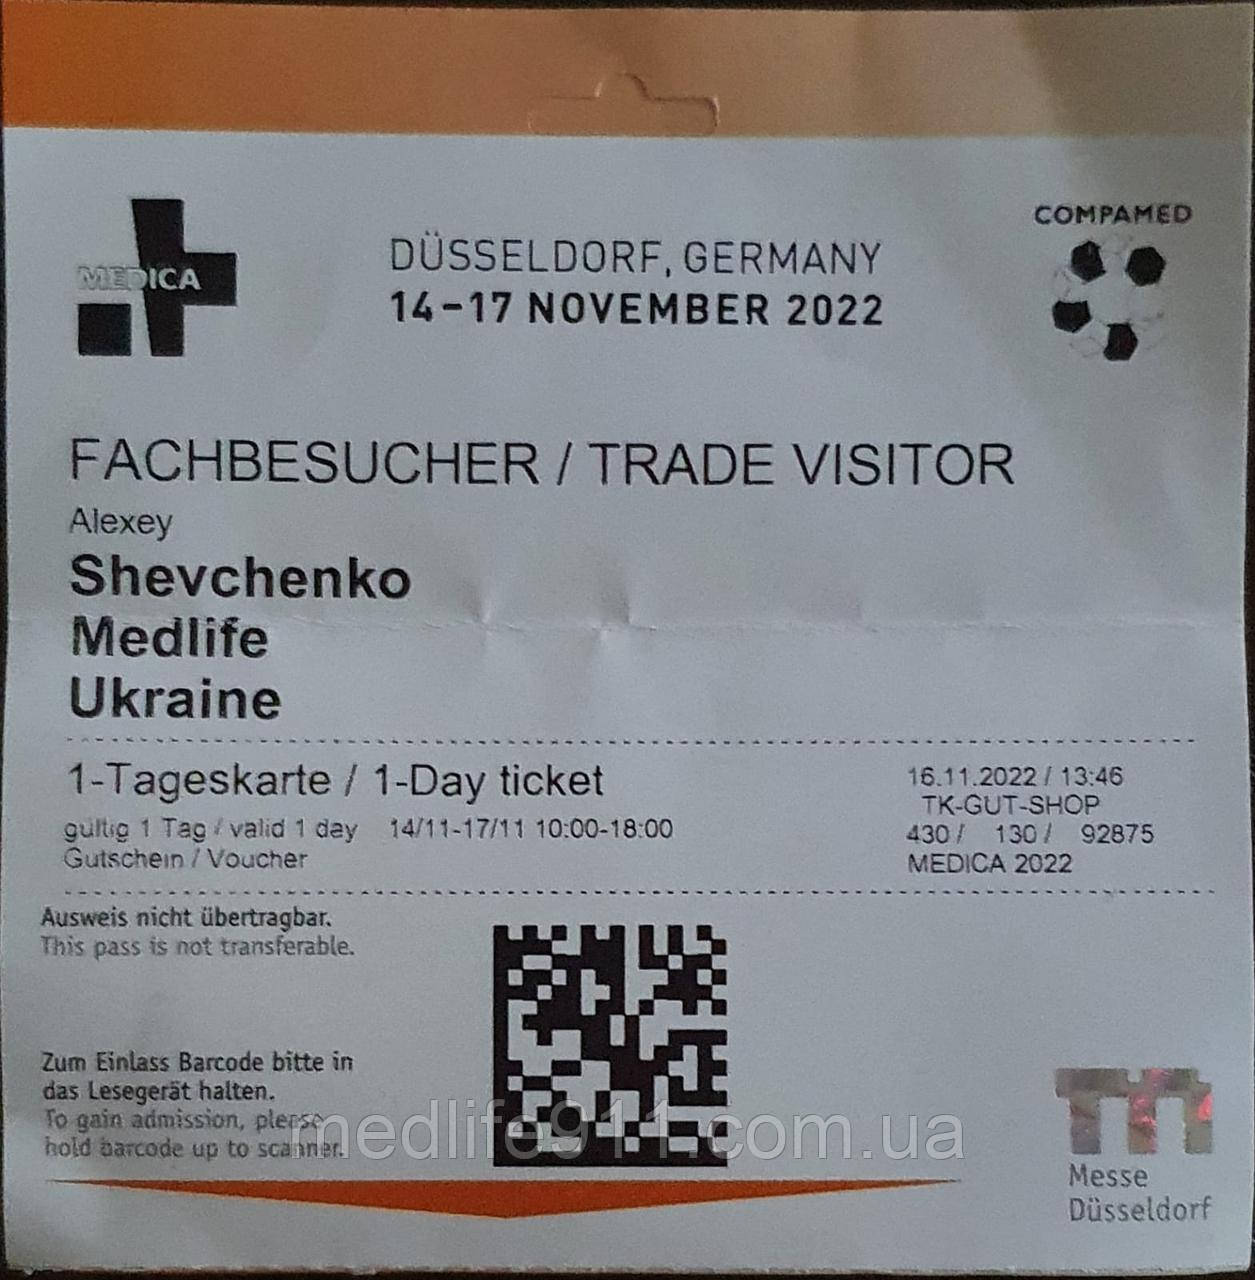 MEDICA
DÜSSELDORF, GERMANY
14–17 NOVEMBER 2022
COMPAMED
FACHBESUCHER / TRADE VISITOR
Alexey
Shevchenko
Medlife
Ukraine
1-Tageskarte / 1-Day ticket
gültig 1 Tag / valid 1 day 14/11-17/11 10:00-18:00
Gutschein / Voucher
16.11.2022 / 13:46
TK-GUT-SHOP
430 / 130 / 92875
MEDICA 2022
Ausweis nicht übertragbar.
This pass is not transferable.
Zum Einlass Barcode bitte in
das Lesegerät halten.
To gain admission, please
hold barcode up to scanner.
medlife911.com.ua
Messe
Düsseldorf